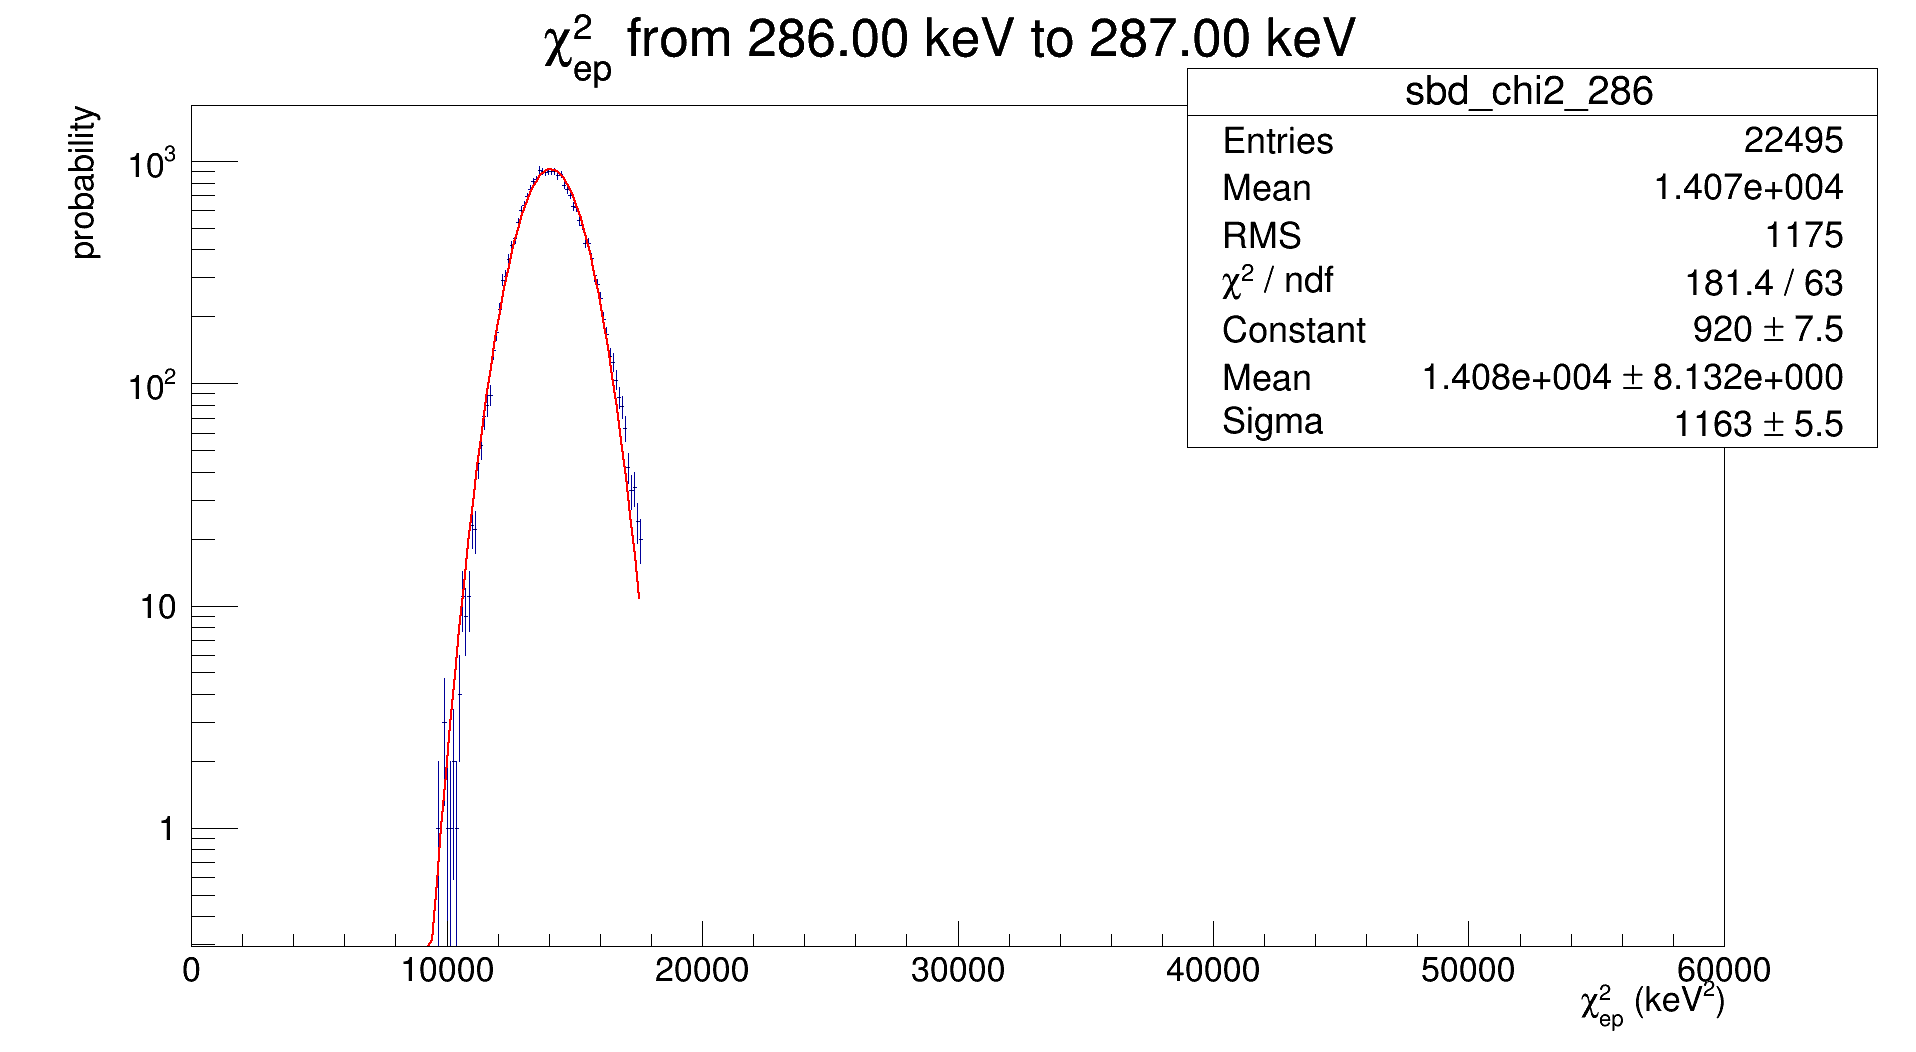 χ²ep from 286.00 keV to 287.00 keV
sbd_chi2_286
Entries 22495
Mean 1.407e+004
RMS 1175
χ² / ndf 181.4 / 63
Constant 920 ± 7.5
Mean 1.408e+004 ± 8.132e+000
Sigma 1163 ± 5.5
probability
10³
10²
10
1
0 10000 20000 30000 40000 50000 60000
χ²ep (keV²)